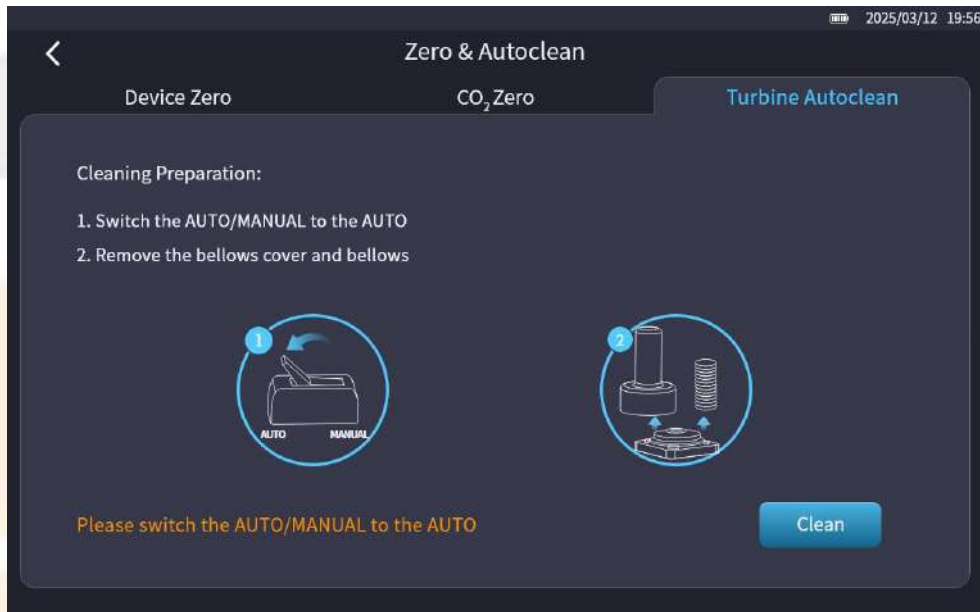 2025/03/12 19:56
Zero & Autoclean
Device Zero
CO₂ Zero
Turbine Autoclean
Cleaning Preparation:
1. Switch the AUTO/MANUAL to the AUTO
2. Remove the bellows cover and bellows
1
AUTO MANUAL
2
Please switch the AUTO/MANUAL to the AUTO
Clean